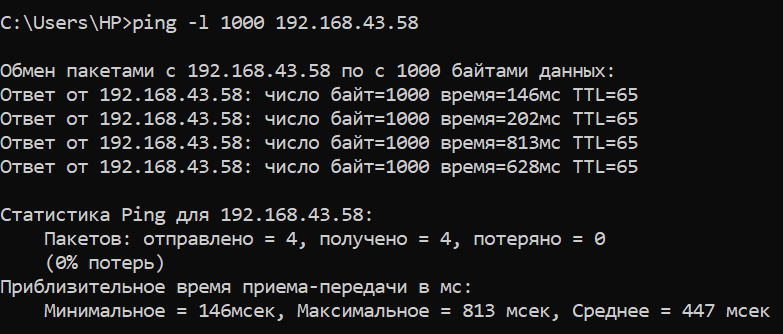 C:\Users\HP>ping -l 1000 192.168.43.58
Обмен пакетами с 192.168.43.58 по с 1000 байтами данных:
Ответ от 192.168.43.58: число байт=1000 время=146мс TTL=65
Ответ от 192.168.43.58: число байт=1000 время=202мс TTL=65
Ответ от 192.168.43.58: число байт=1000 время=813мс TTL=65
Ответ от 192.168.43.58: число байт=1000 время=628мс TTL=65
Статистика Ping для 192.168.43.58:
Пакетов: отправлено = 4, получено = 4, потеряно = 0
(0% потерь)
Приблизительное время приема-передачи в мс:
Минимальное = 146мсек, Максимальное = 813 мсек, Среднее = 447 мсек